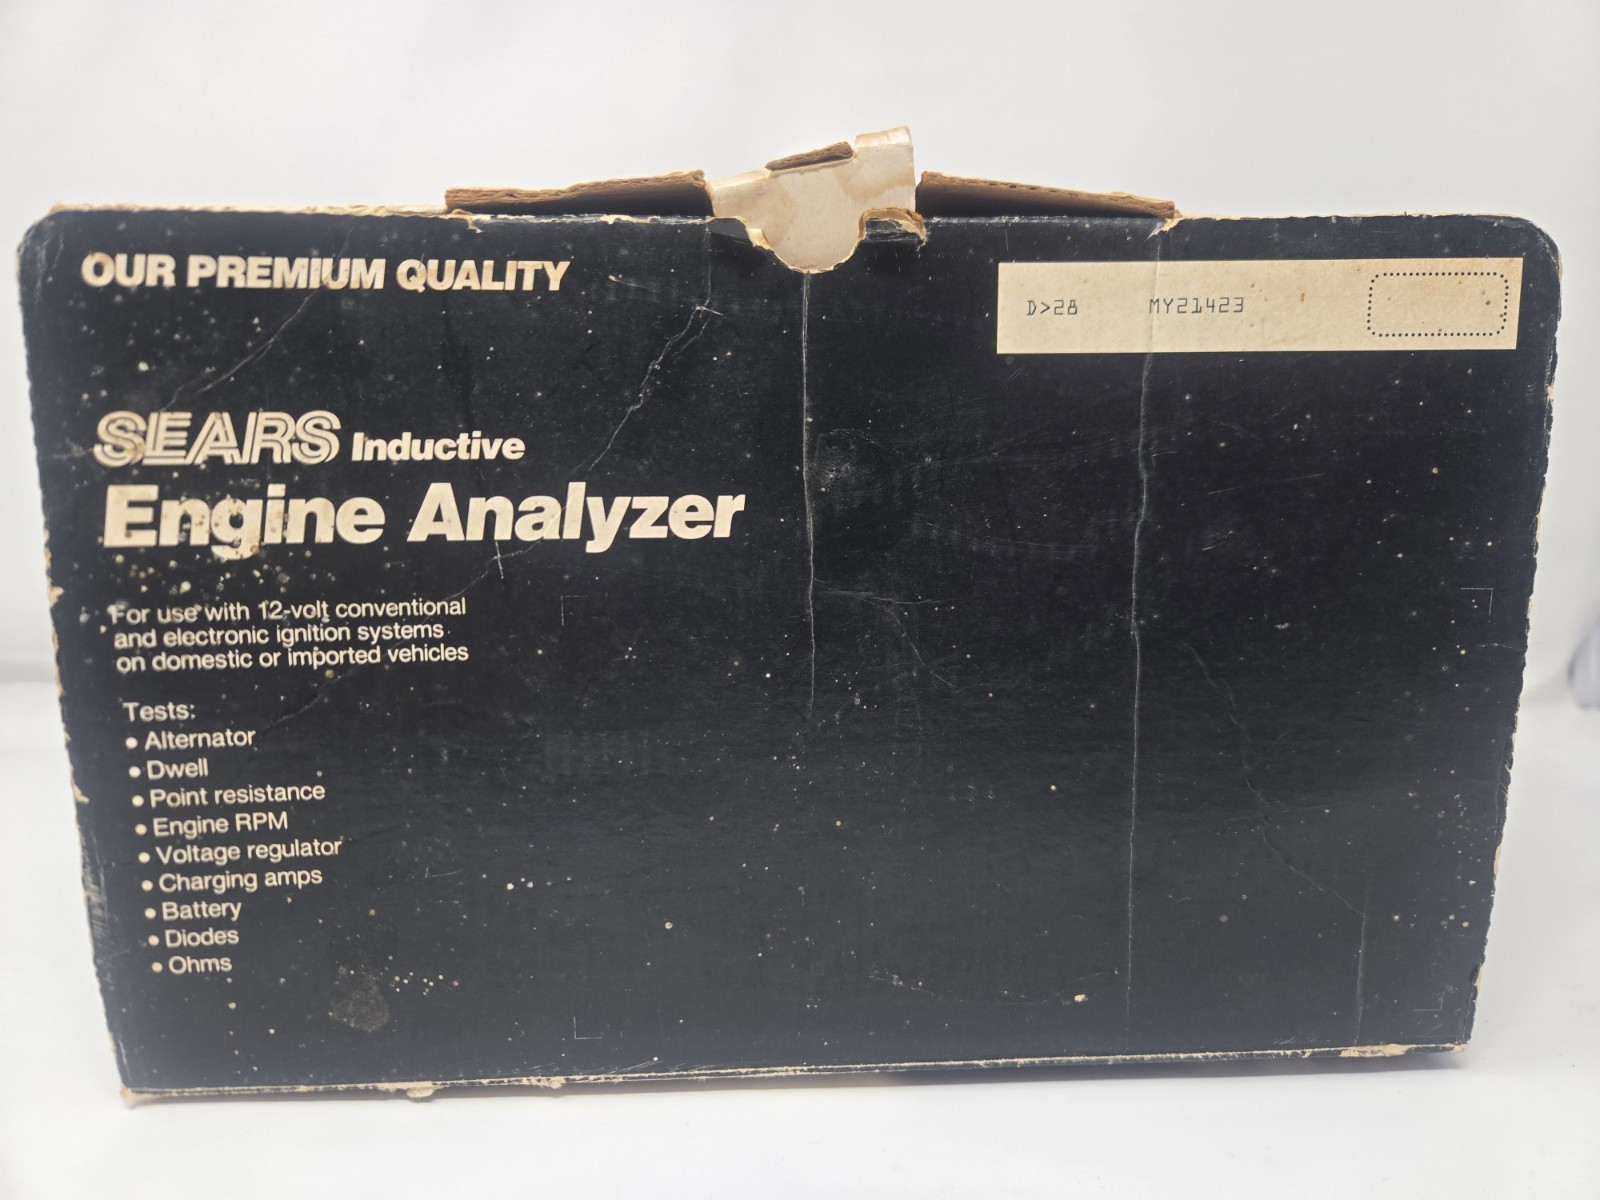 OUR PREMIUM QUALITY
D>28 MY21423
SEARS Inductive
Engine Analyzer
For use with 12-volt conventional
and electronic ignition systems
on domestic or imported vehicles
Tests:
• Alternator
• Dwell
• Point resistance
• Engine RPM
• Voltage regulator
• Charging amps
• Battery
• Diodes
• Ohms